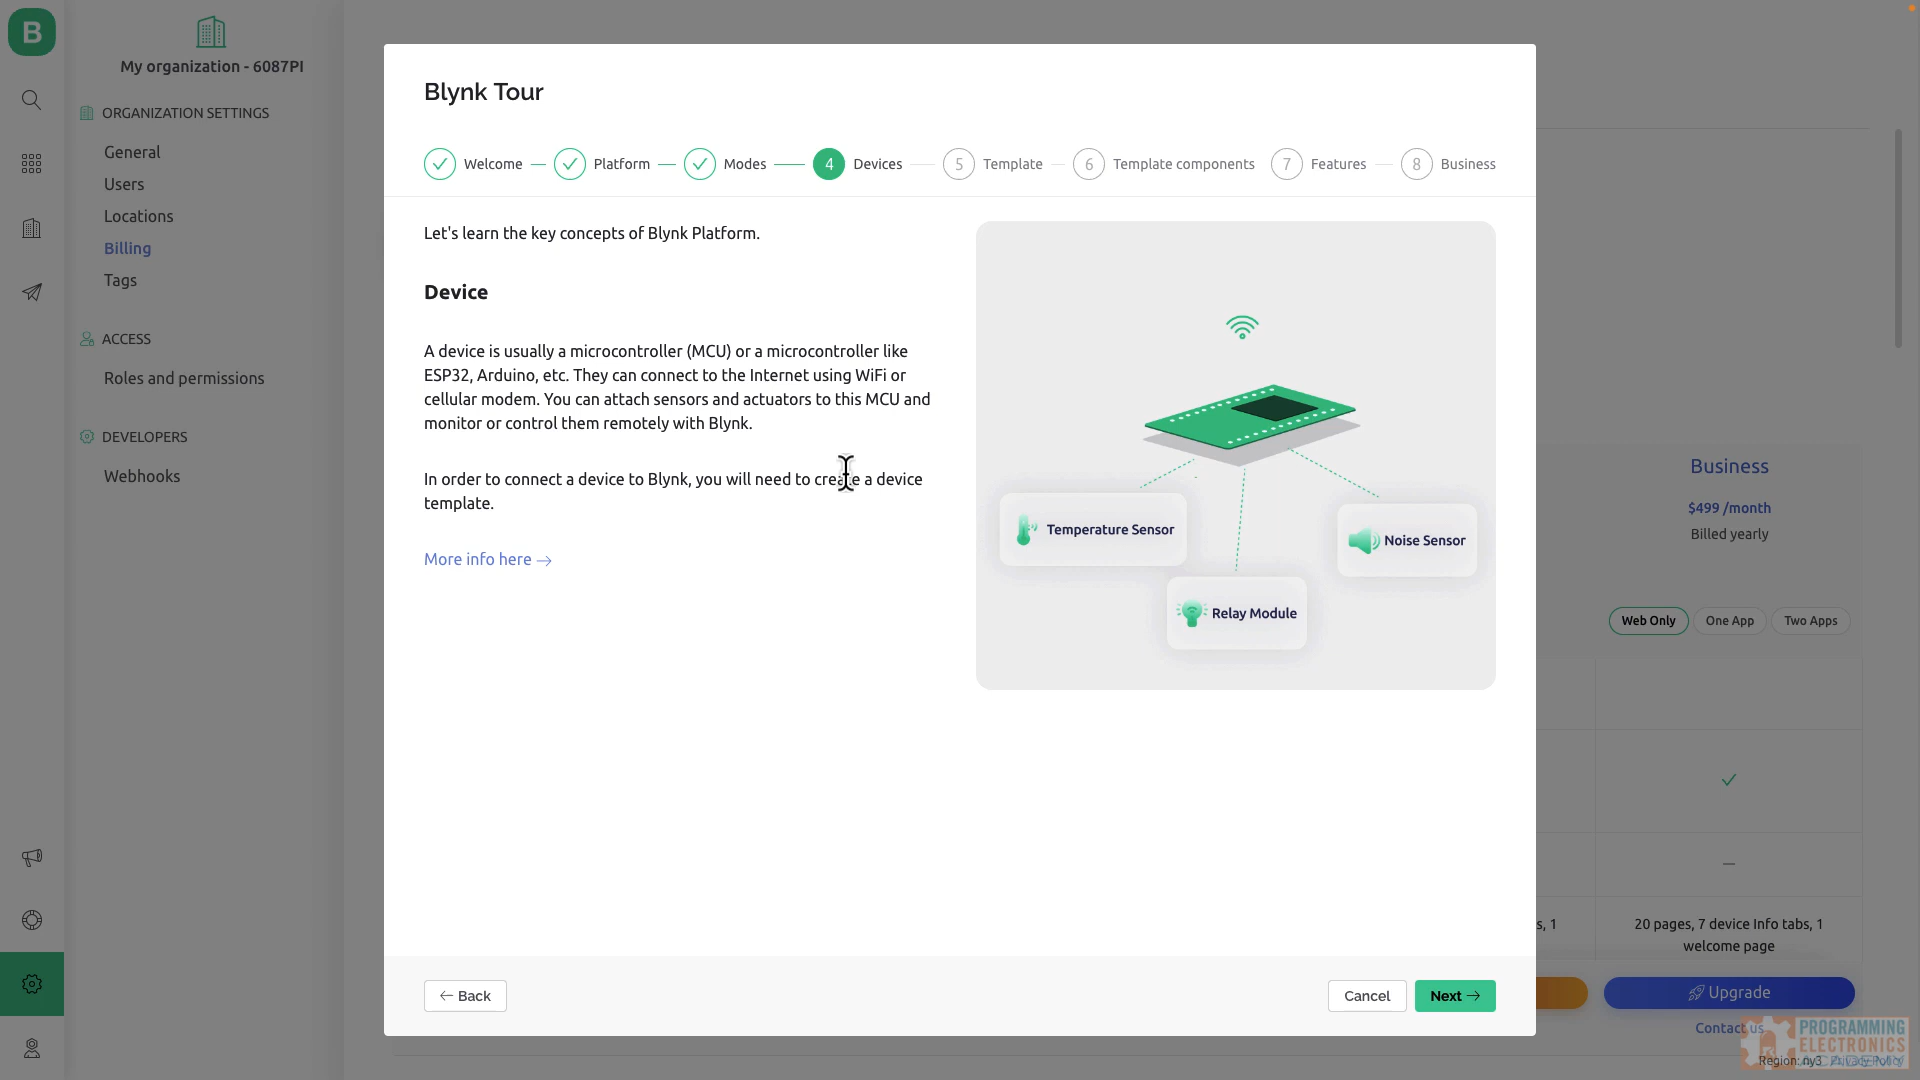 B
My organization - 6087PI
ORGANIZATION SETTINGS
General
Users
Locations
Billing
Tags
ACCESS
Roles and permissions
DEVELOPERS
Webhooks
Blynk Tour
Welcome
Platform
Modes
4 Devices
5 Template
6 Template components
7 Features
8 Business
Let's learn the key concepts of Blynk Platform.
Device
A device is usually a microcontroller (MCU) or a microcontroller like
ESP32, Arduino, etc. They can connect to the Internet using WiFi or
cellular modem. You can attach sensors and actuators to this MCU and
monitor or control them remotely with Blynk.
In order to connect a device to Blynk, you will need to create a device
template.
More info here →
Temperature Sensor
Noise Sensor
Relay Module
← Back
Cancel
Next →
Business
$499 /month
Billed yearly
Web Only
One App
Two Apps
s, 1
20 pages, 7 device Info tabs, 1
welcome page
Upgrade
Contact us
PROGRAMMING
ELECTRONICS
ACADEMY
Region: ny3 Privacy Policy